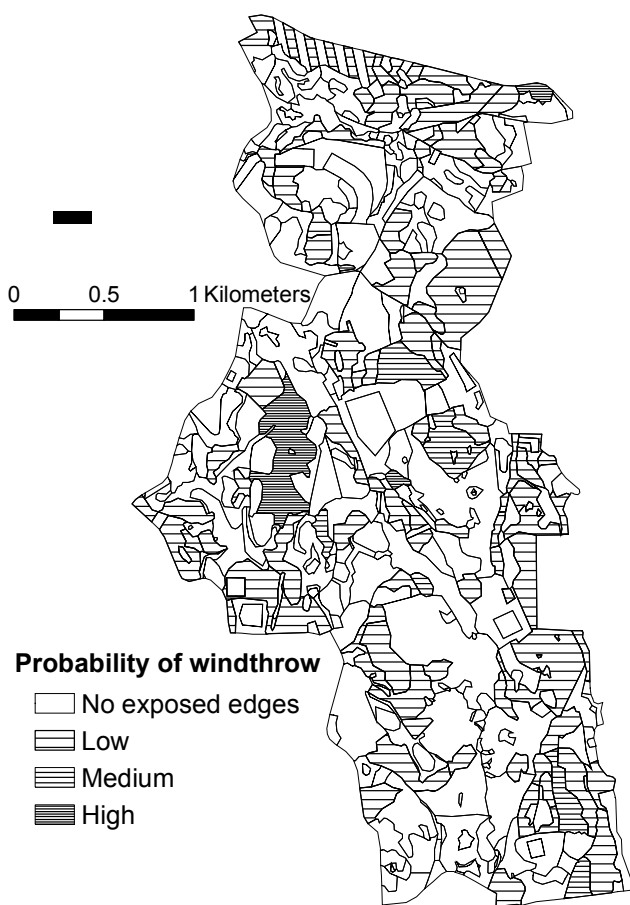 0 0.5 1 Kilometers
Probability of windthrow
No exposed edges
Low
Medium
High